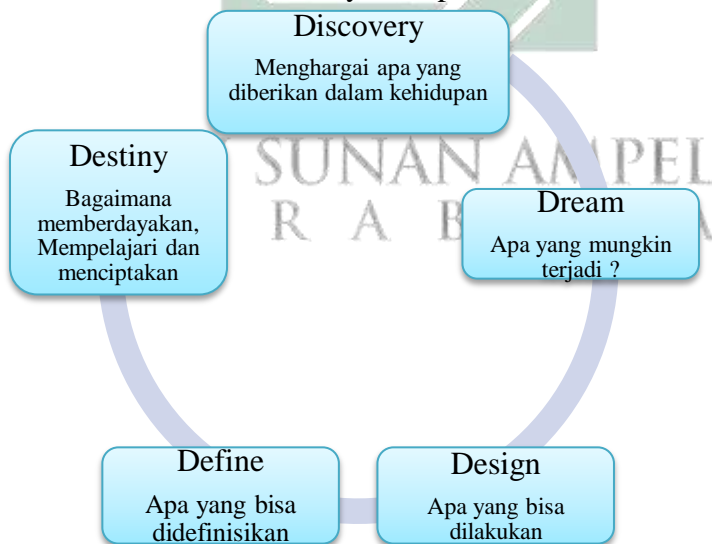 Discovery
Menghargai apa yang
diberikan dalam kehidupan
SUNAN AMPEL
R A B
Dream
Apa yang mungkin
terjadi ?
Design
Apa yang bisa
dilakukan
Define
Apa yang bisa
didefinisikan
Destiny
Bagaimana
memberdayakan,
Mempelajari dan
menciptakan